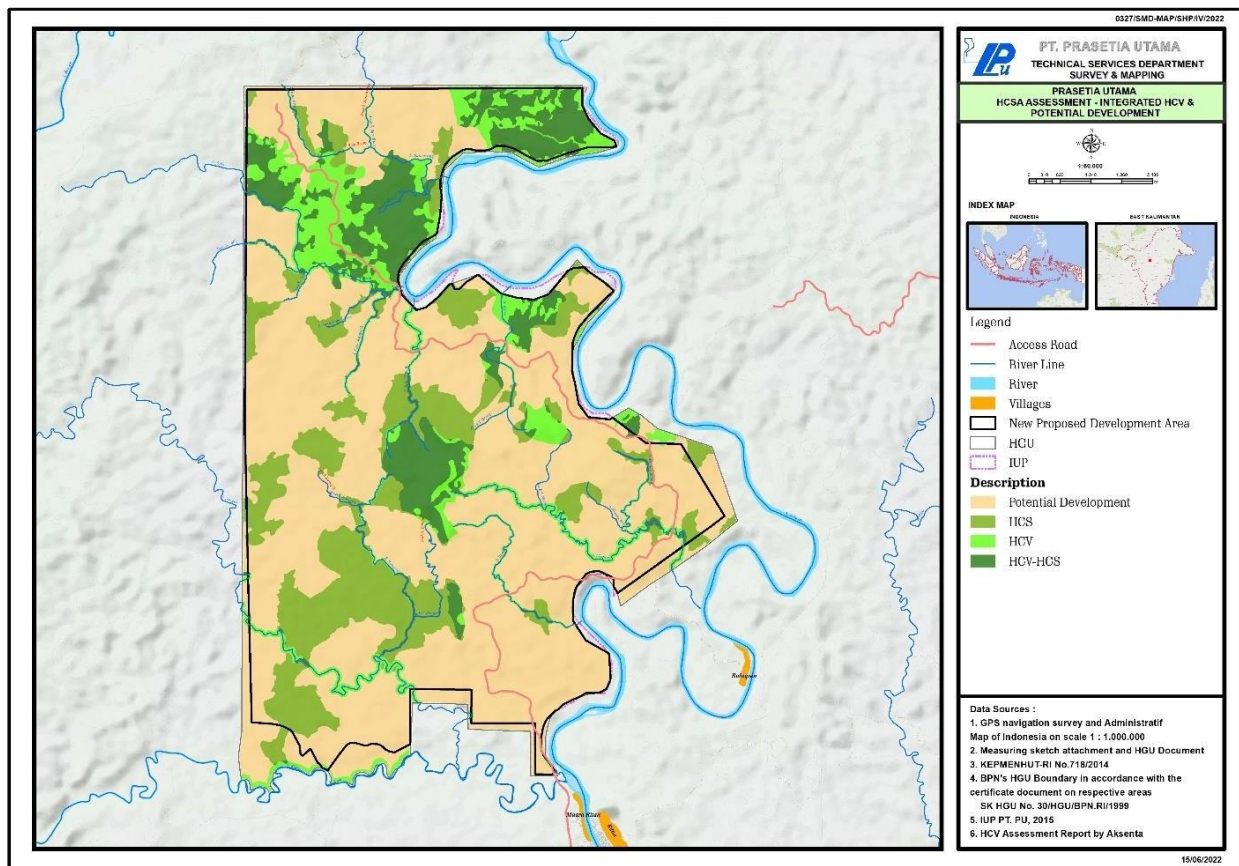 0327/SMD-MAP/SHP/IV/2022
PT. PRASETIA UTAMA
TECHNICAL SERVICES DEPARTMENT
SURVEY & MAPPING
PRASETIA UTAMA
HCSA ASSESSMENT - INTEGRATED HCV &
POTENTIAL DEVELOPMENT
N
INDEX MAP
INDONESIA
EAST KALIMANTAN
Legend
Access Road
River Line
River
Villages
New Proposed Development Area
HGU
IUP
Description
Potential Development
HCS
HCV
HCV-HCS
Data Sources :
1. GPS navigation survey and Administratif
Map of Indonesia on scale 1 : 1.000.000
2. Measuring sketch attachment and HGU Document
3. KEPMENHUT-RI No.718/2014
4. BPN's HGU Boundary in accordance with the
certificate document on respective areas
SK HGU No. 30/HGU/BPN.RI/1999
5. IUP PT. PU, 2015
6. HCV Assessment Report by Aksenta
15/06/2022